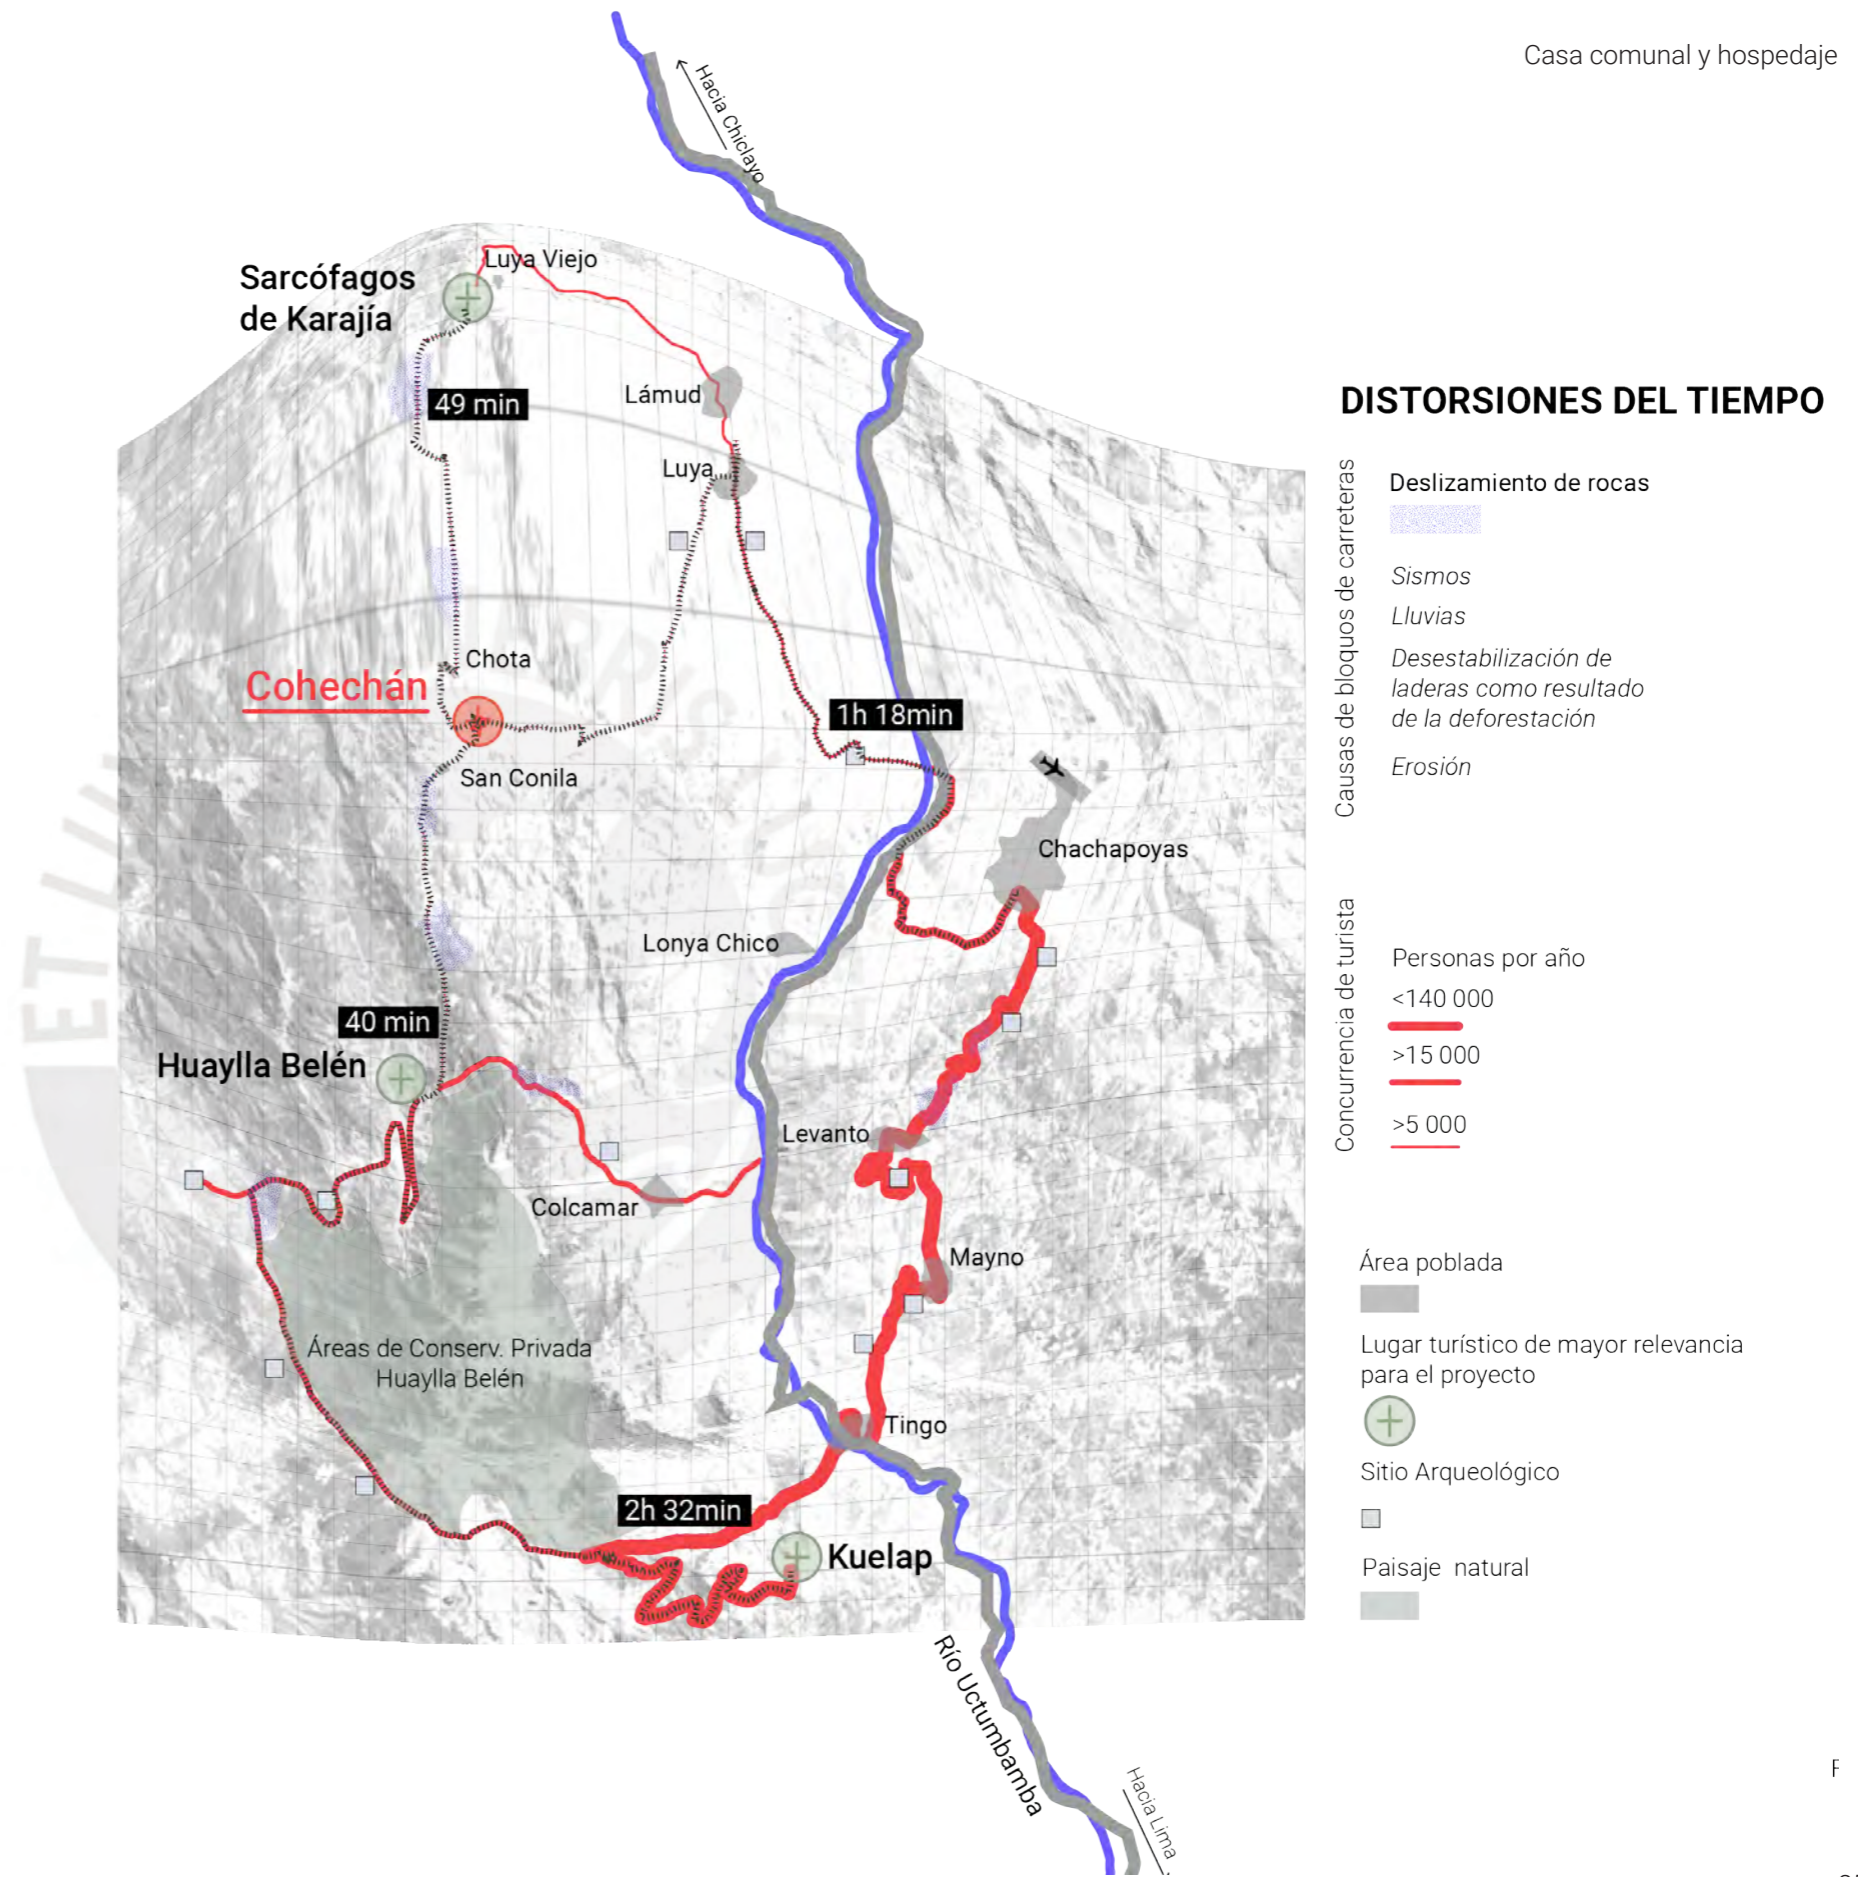 Casa comunal y hospedaje
Hacia Chiclayo
Luya Viejo
Sarcófagos
de Karajía
49 min
Lámud
Luya
Chota
Cohechán
1h 18min
San Conila
Chachapoyas
Lonya Chico
40 min
Huaylla Belén
Levanto
Colcamar
Mayno
Áreas de Conserv. Privada
Huaylla Belén
Tingo
2h 32min
Kuelap
Río Uctumbamba
Hacia Lima
DISTORSIONES DEL TIEMPO
Causas de bloquos de carreteras
Deslizamiento de rocas
Sismos
Lluvias
Desestabilización de
laderas como resultado
de la deforestación
Erosión
Concurrencia de turista
Personas por año
<140 000
>15 000
>5 000
Área poblada
Lugar turístico de mayor relevancia
para el proyecto
Sitio Arqueológico
Paisaje natural
ET LU